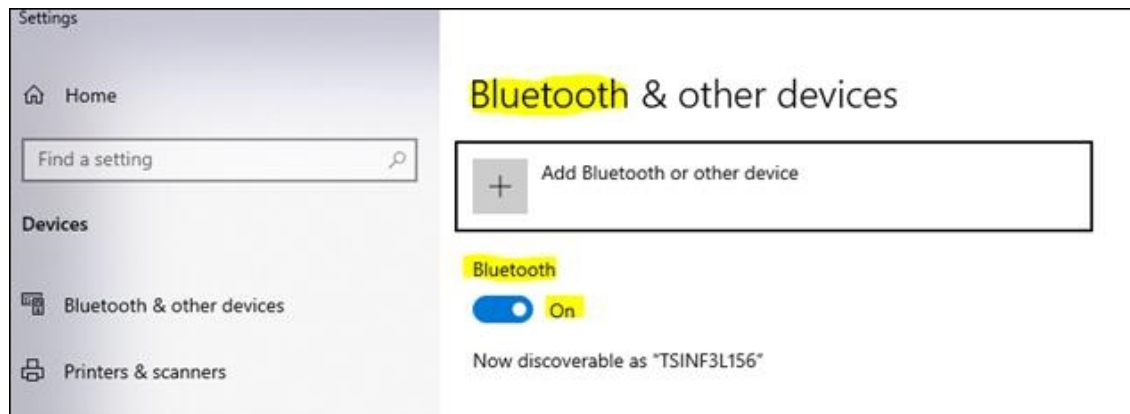 Settings
Home
Find a setting
Devices
Bluetooth & other devices
Printers & scanners
Bluetooth & other devices
Add Bluetooth or other device
Bluetooth
On
Now discoverable as "TSINF3L156"